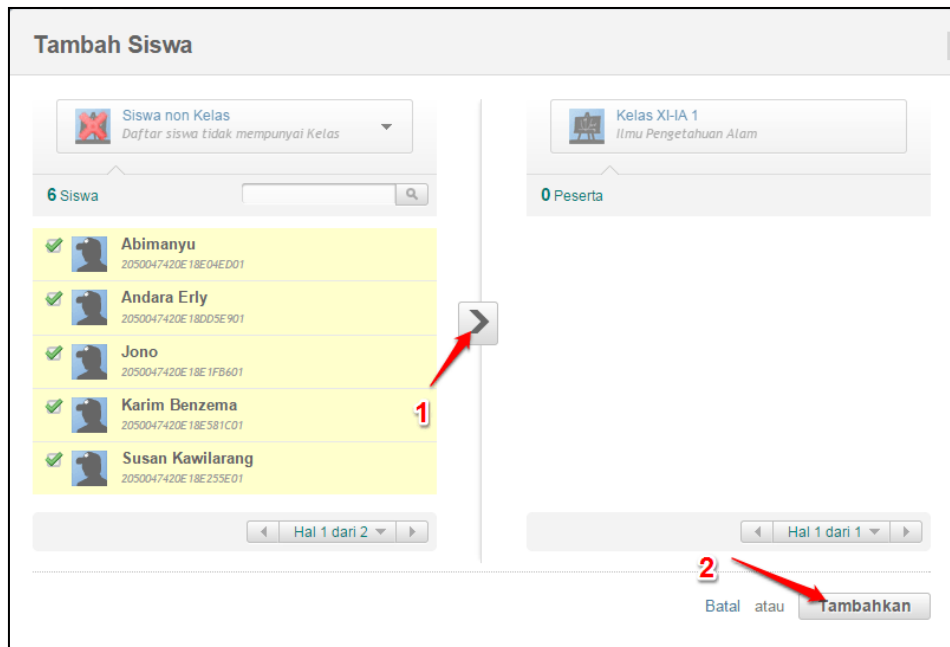 Tambah Siswa
Siswa non Kelas
Daftar siswa tidak mempunyai Kelas
6 Siswa
Abimanyu
2050047420E18E04ED01
Andara Erly
2050047420E18DD5E901
Jono
2050047420E18E1FB601
Karim Benzema
2050047420E18E581C01
Susan Kawilarang
2050047420E18E255E01
Hal 1 dari 2
1
Kelas XI-IA 1
Ilmu Pengetahuan Alam
0 Peserta
Hal 1 dari 1
2
Batal atau Tambahkan